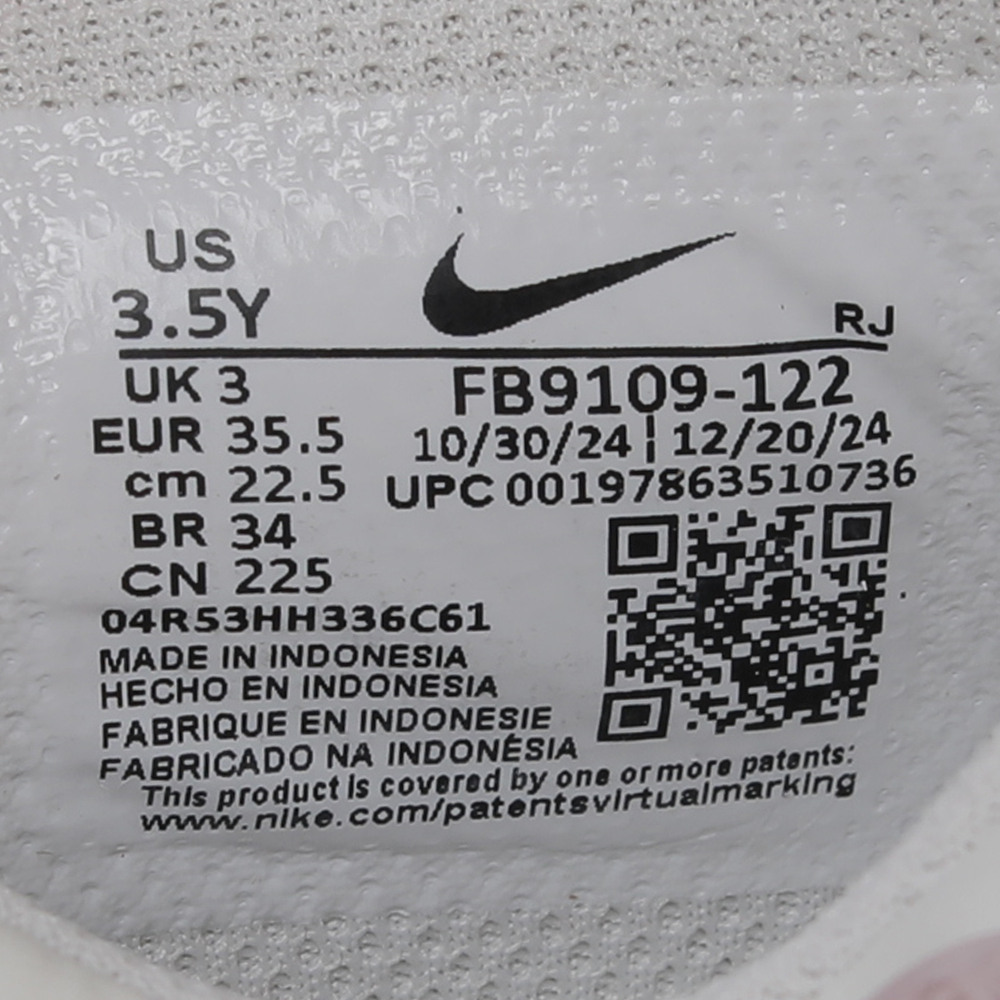 US
3.5Y
RJ
UK 3
EUR 35.5
cm 22.5
BR 34
CN 225
FB9109-122
10/30/24 ¦ 12/20/24
UPC 00197863510736
04R53HH336C61
MADE IN INDONESIA
HECHO EN INDONESIA
FABRIQUE EN INDONESIE
FABRICADO NA INDONÉSIA
This product is covered by one or more patents:
www.nike.com/patentsvirtualmarking